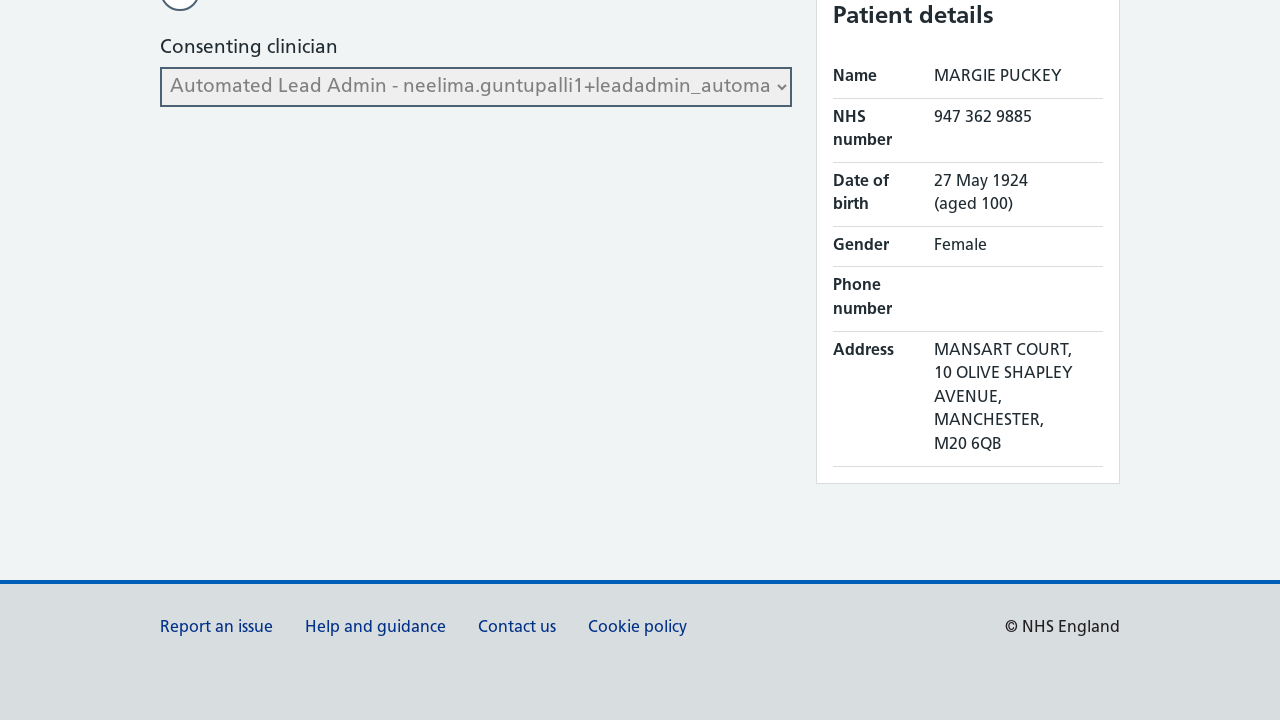 Consenting clinician
Automated Lead Admin - neelima.guntupalli1+leadadmin_automa
Patient details
Name MARGIE PUCKEY
NHS number 947 362 9885
Date of birth 27 May 1924
(aged 100)
Gender Female
Phone number
Address MANSART COURT,
10 OLIVE SHAPLEY
AVENUE,
MANCHESTER,
M20 6QB
Report an issue Help and guidance Contact us Cookie policy © NHS England